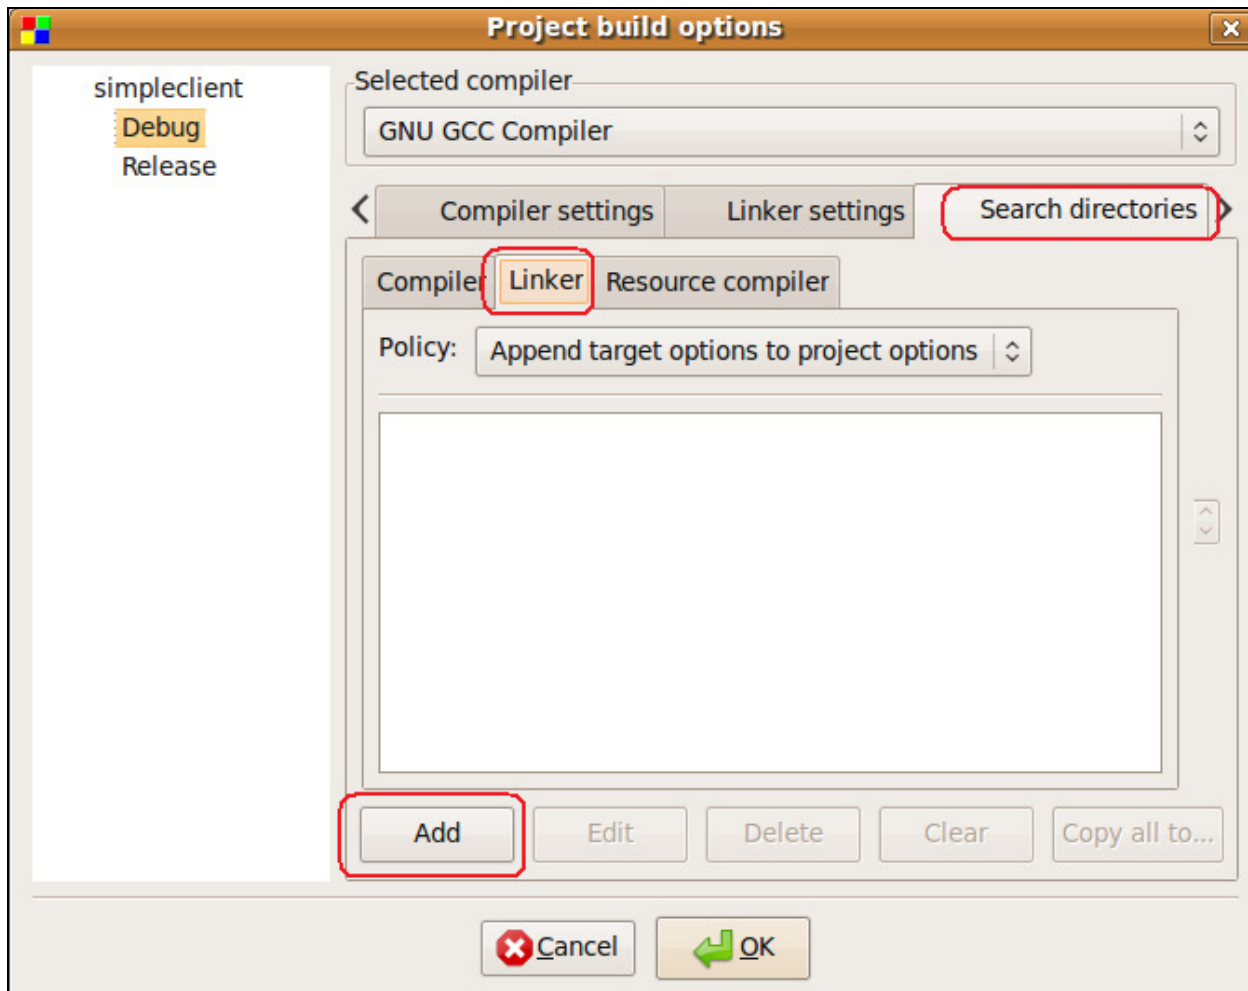 Project build options
simpleclient
Debug
Release
Selected compiler
GNU GCC Compiler
Compiler settings
Linker settings
Search directories
Compiler
Linker
Resource compiler
Policy:
Append target options to project options
Add
Edit
Delete
Clear
Copy all to...
Cancel
OK